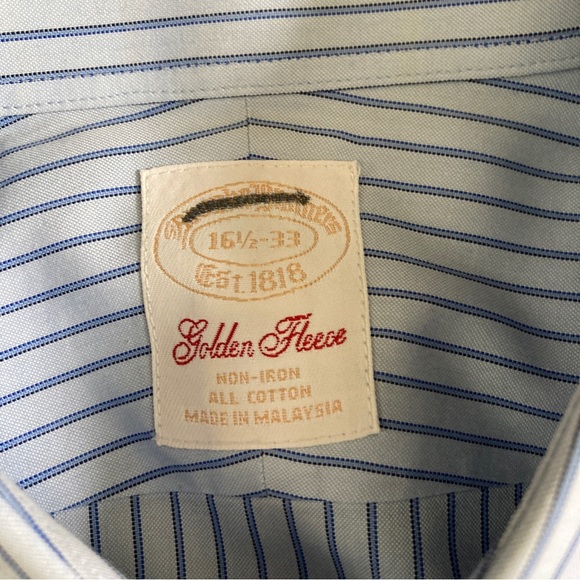 16½-33
Est. 1818
Golden Fleece
NON-IRON
ALL COTTON
MADE IN MALAYSIA